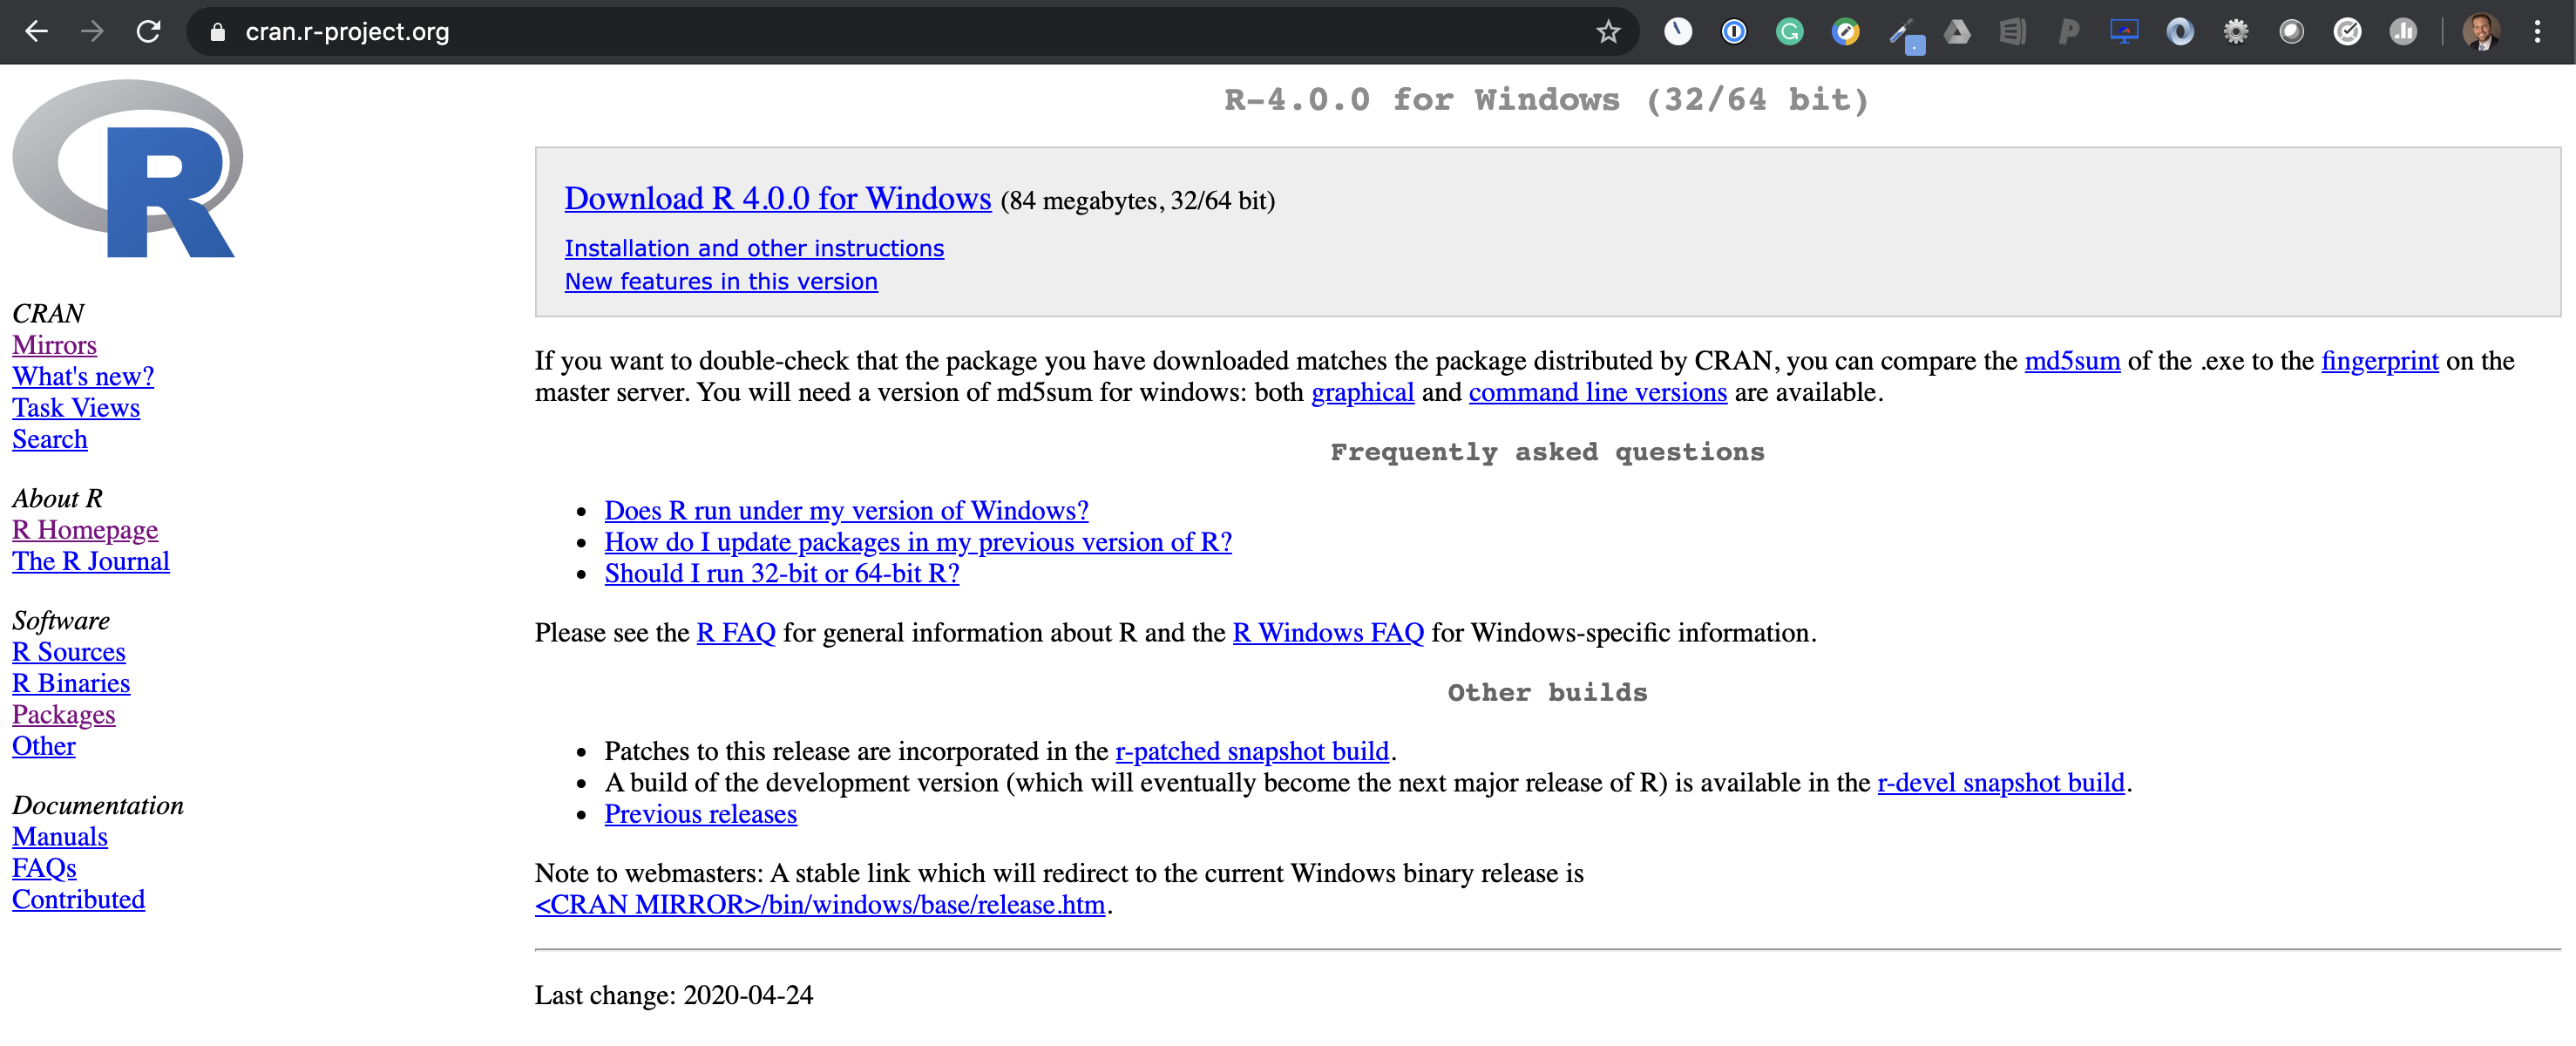 cran.r-project.org
R-4.0.0 for Windows (32/64 bit)
R
Download R 4.0.0 for Windows (84 megabytes, 32/64 bit)
Installation and other instructions
New features in this version
CRAN
Mirrors
What's new?
Task Views
Search
About R
R Homepage
The R Journal
Software
R Sources
R Binaries
Packages
Other
Documentation
Manuals
FAQs
Contributed
If you want to double-check that the package you have downloaded matches the package distributed by CRAN, you can compare the md5sum of the .exe to the fingerprint on the
master server. You will need a version of md5sum for windows: both graphical and command line versions are available.
Frequently asked questions
• Does R run under my version of Windows?
• How do I update packages in my previous version of R?
• Should I run 32-bit or 64-bit R?
Please see the R FAQ for general information about R and the R Windows FAQ for Windows-specific information.
Other builds
• Patches to this release are incorporated in the r-patched snapshot build.
• A build of the development version (which will eventually become the next major release of R) is available in the r-devel snapshot build.
• Previous releases
Note to webmasters: A stable link which will redirect to the current Windows binary release is
<CRAN MIRROR>/bin/windows/base/release.htm.
Last change: 2020-04-24